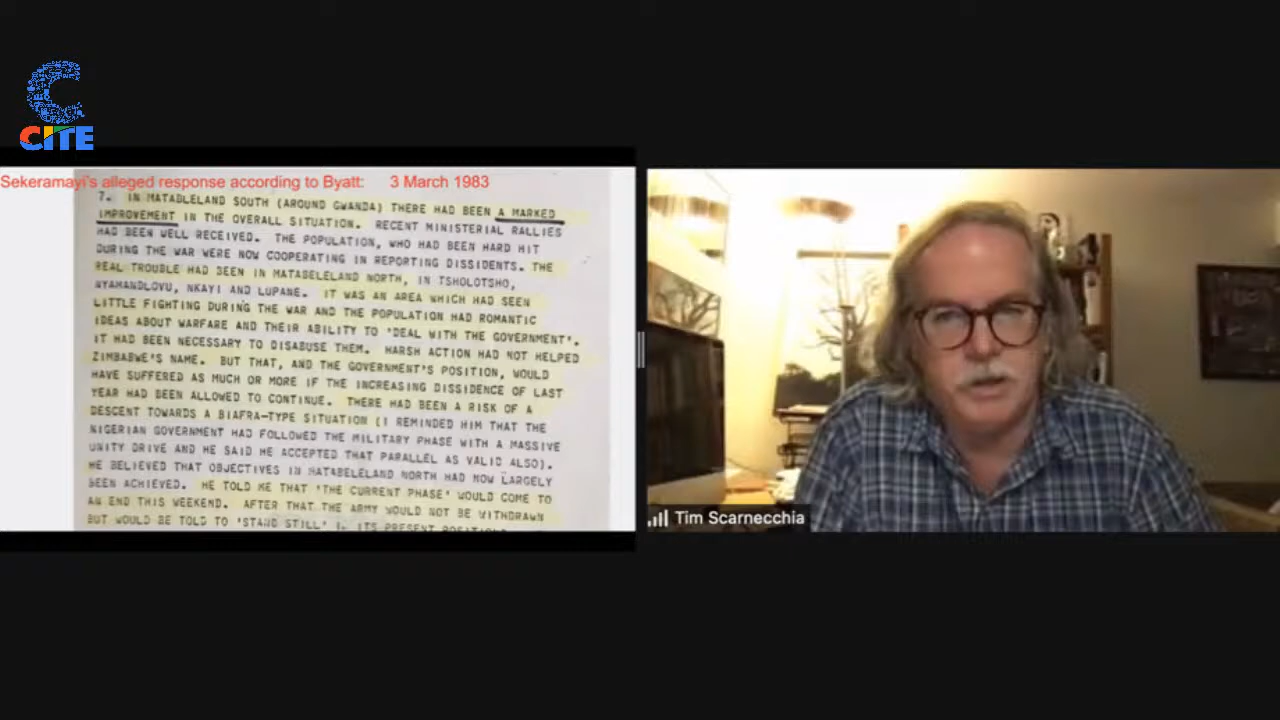 C
CITE
Sekeramayi's alleged response according to Byatt: 3 March 1983
7. IN MATABLELAND SOUTH (AROUND GWANDA) THERE HAD BEEN A MARKED
IMPROVEMENT IN THE OVERALL SITUATION. RECENT MINISTERIAL RALLIES
HAD BEEN WELL RECEIVED. THE POPULATION, WHO HAD BEEN HARD HIT
DURING THE WAR WERE NOW COOPERATING IN REPORTING DISSIDENTS. THE
REAL TROUBLE HAD BEEN IN MATABELELAND NORTH, IN TSHOLOTSHO,
NYAMANDLOVU, NKAYI AND LUPANE. IT WAS AN AREA WHICH HAD SEEN
LITTLE FIGHTING DURING THE WAR AND THE POPULATION HAD ROMANTIC
IDEAS ABOUT WARFARE AND THEIR ABILITY TO 'DEAL WITH THE GOVERNMENT'.
IT HAD BEEN NECESSARY TO DISABUSE THEM. HARSH ACTION HAD NOT HELPED
ZIMBABWE'S NAME. BUT THAT, AND THE GOVERNMENT'S POSITION, WOULD
HAVE SUFFERED AS MUCH OR MORE IF THE INCREASING DISSIDENCE OF LAST
YEAR HAD BEEN ALLOWED TO CONTINUE. THERE HAD BEEN A RISK OF A
DESCENT TOWARDS A BIAFRA-TYPE SITUATION (I REMINDED HIM THAT THE
NIGERIAN GOVERNMENT HAD FOLLOWED THE MILITARY PHASE WITH A MASSIVE
UNITY DRIVE AND HE SAID HE ACCEPTED THAT PARALLEL AS VALID ALSO).
HE BELIEVED THAT OBJECTIVES IN MATABELELAND NORTH HAD NOW LARGELY
BEEN ACHIEVED. HE TOLD ME THAT 'THE CURRENT PHASE' WOULD COME TO
AN END THIS WEEKEND. AFTER THAT THE ARMY WOULD NOT BE WITHDRAWN
BUT WOULD BE TOLD TO 'STAND STILL' ITS PRESENT
Tim Scarnecchia